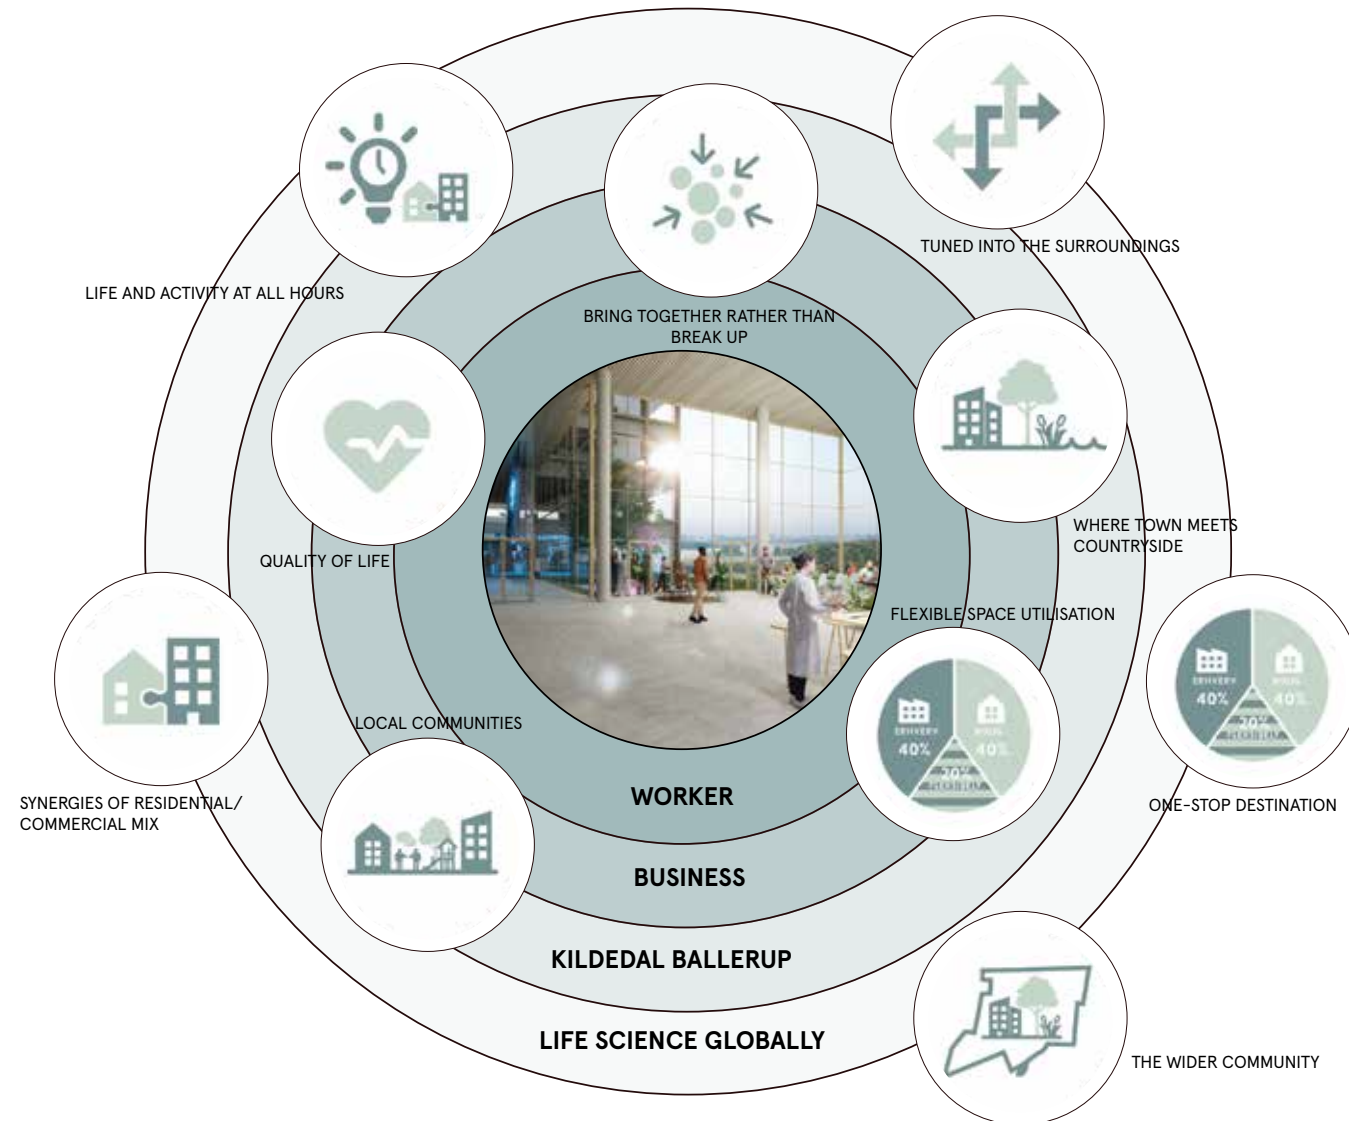 TUNED INTO THE SURROUNDINGS
LIFE AND ACTIVITY AT ALL HOURS
BRING TOGETHER RATHER THAN
BREAK UP
WHERE TOWN MEETS
COUNTRYSIDE
QUALITY OF LIFE
FLEXIBLE SPACE UTILISATION
40%
40%
20%
40%
40%
20%
LOCAL COMMUNITIES
WORKER
SYNERGIES OF RESIDENTIAL/
COMMERCIAL MIX
ONE-STOP DESTINATION
BUSINESS
KILDEDAL BALLERUP
LIFE SCIENCE GLOBALLY
THE WIDER COMMUNITY